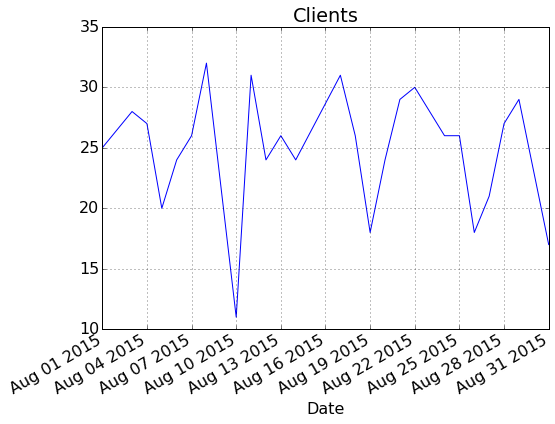 Clients
35
30
25
20
15
10
Aug 01 2015
Aug 04 2015
Aug 07 2015
Aug 10 2015
Aug 13 2015
Aug 16 2015
Aug 19 2015
Aug 22 2015
Aug 25 2015
Aug 28 2015
Aug 31 2015
Date